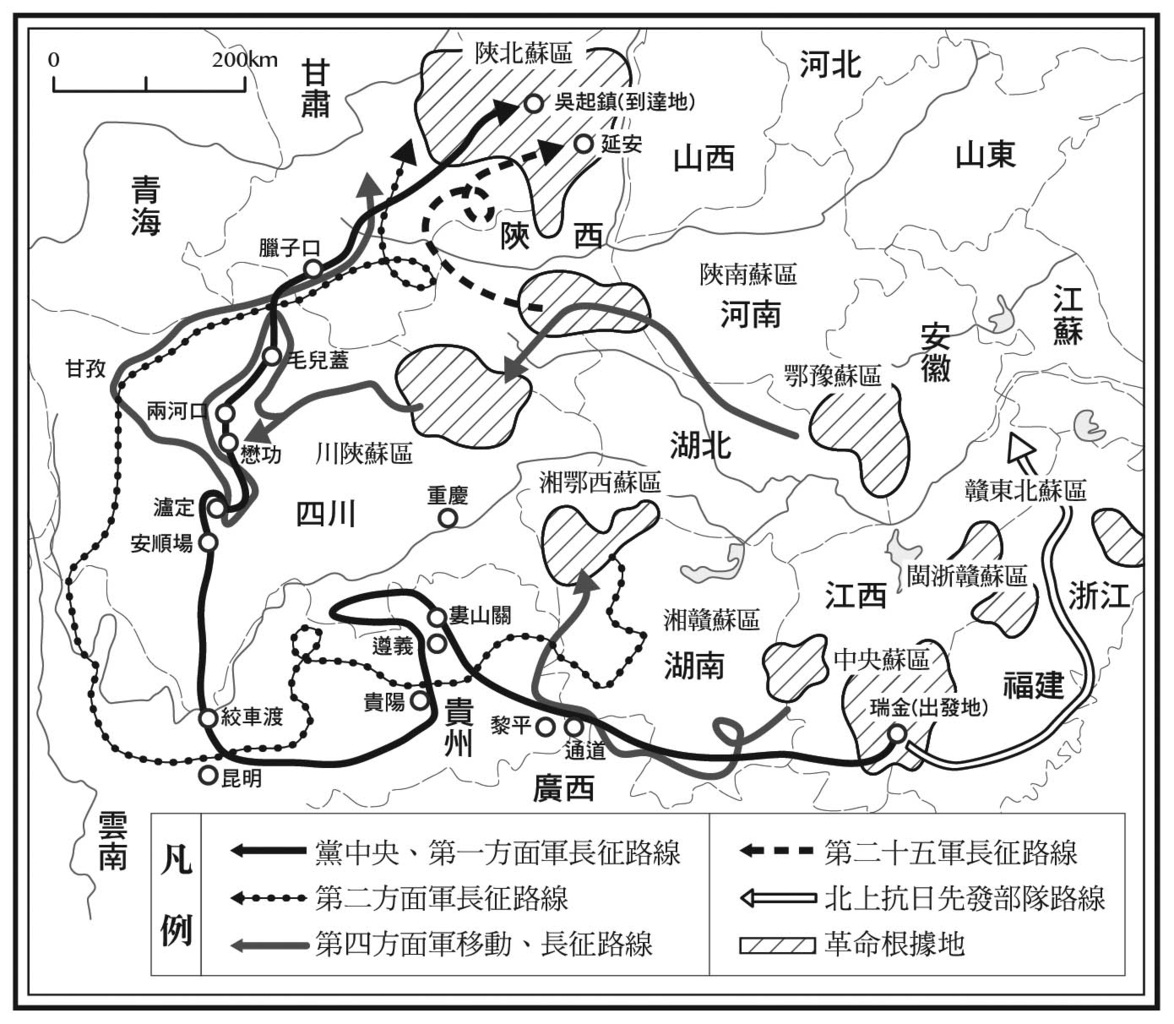 0 200km
甘肅
陝北蘇區
河北
吳起鎮(到達地)
延安
山西
山東
青海
陝西
臘子口
陝南蘇區
河南
江蘇
安徽
甘孜
毛兒蓋
鄂豫蘇區
兩河口
懋功
川陝蘇區
湖北
湘鄂西蘇區
贛東北蘇區
瀘定
四川
重慶
安順場
閩浙贛蘇區
江西
浙江
婁山關
遵義
湘贛蘇區
湖南
中央蘇區
福建
貴陽
貴州
瑞金(出發地)
絞車渡
黎平
通道
昆明
廣西
雲南
凡例
黨中央、第一方面軍長征路線
第二方面軍長征路線
第四方面軍移動、長征路線
第二十五軍長征路線
北上抗日先發部隊路線
革命根據地